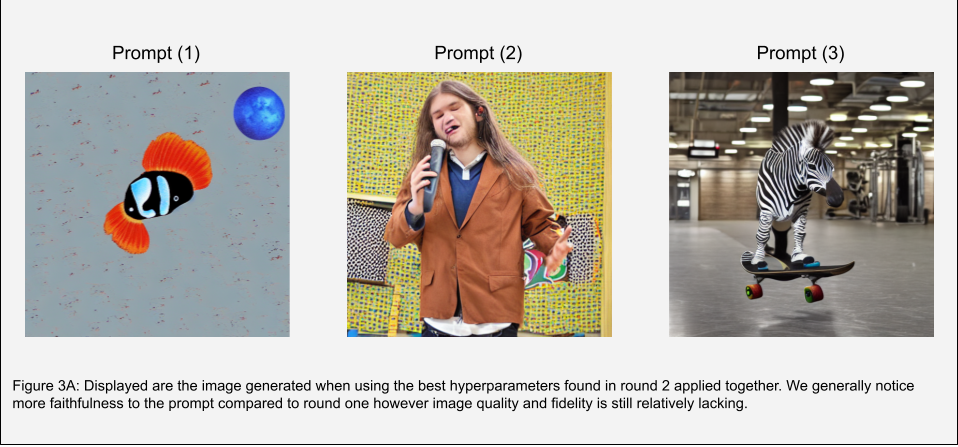 Prompt (1)
Prompt (2)
Prompt (3)
Figure 3A: Displayed are the image generated when using the best hyperparameters found in round 2 applied together. We generally notice
more faithfulness to the prompt compared to round one however image quality and fidelity is still relatively lacking.